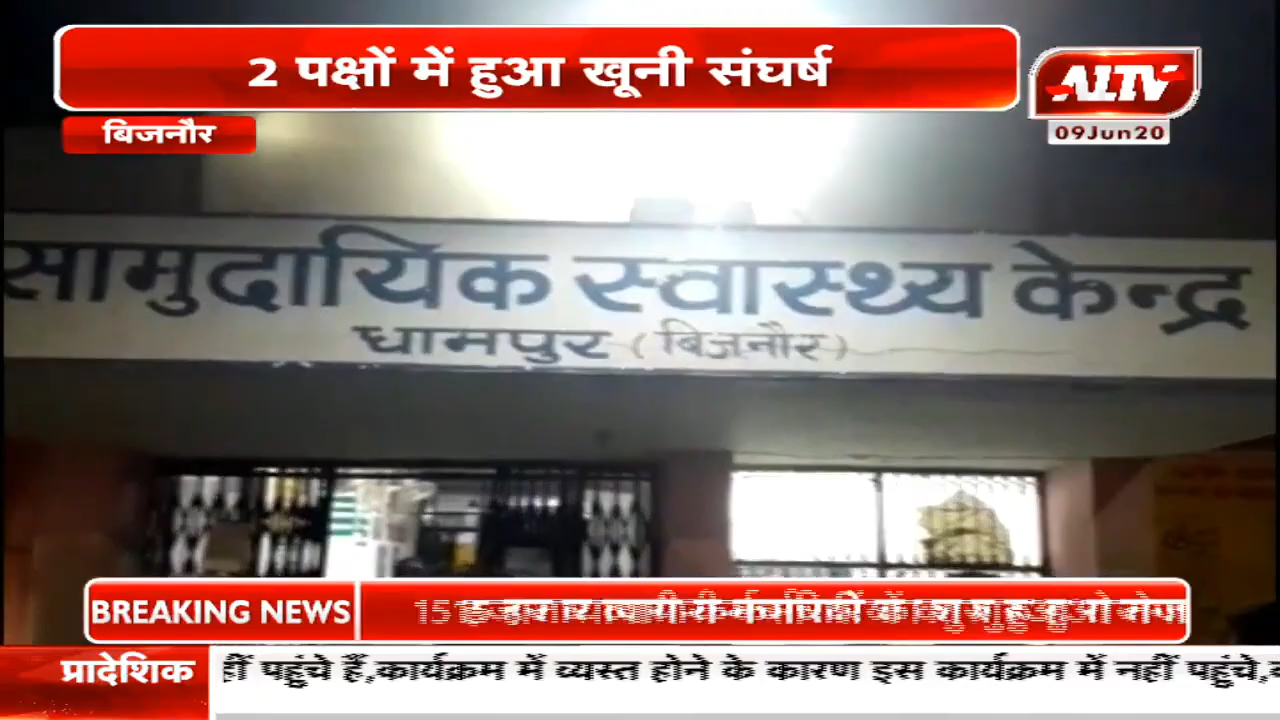 2 पक्षों में हुआ खूनी संघर्ष
ALTV
09Jun20
बिजनौर
सामुदायिक स्वास्थ्य केन्द्र
धामपुर (बिजनौर)
BREAKING NEWS
प्रादेशिक
पहुंचे हैं,कार्यक्रम में व्यस्त होने के कारण इस कार्यक्रम में नहीं पहुंचे,